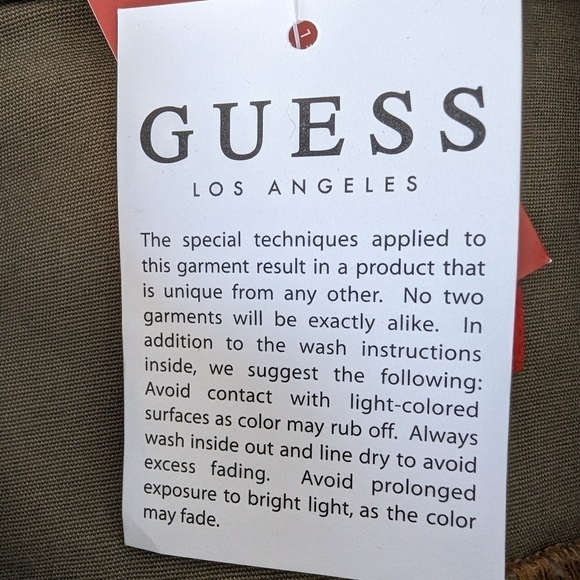 GUESS
LOS ANGELES
The special techniques applied to
this garment result in a product that
is unique from any other. No two
garments will be exactly alike. In
addition to the wash instructions
inside, we suggest the following:
Avoid contact with light-colored
surfaces as color may rub off. Always
wash inside out and line dry to avoid
excess fading. Avoid prolonged
exposure to bright light, as the color
may fade.